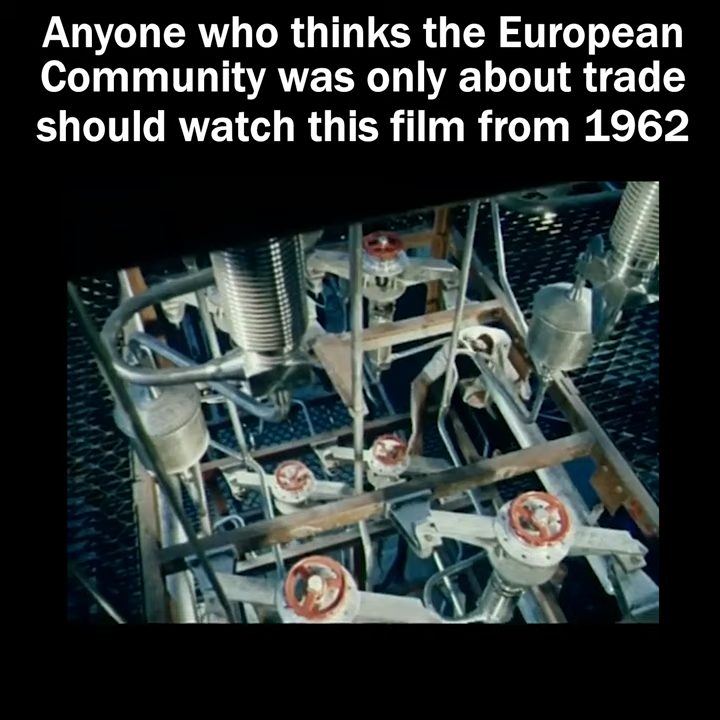 Anyone who thinks the European
Community was only about trade
should watch this film from 1962